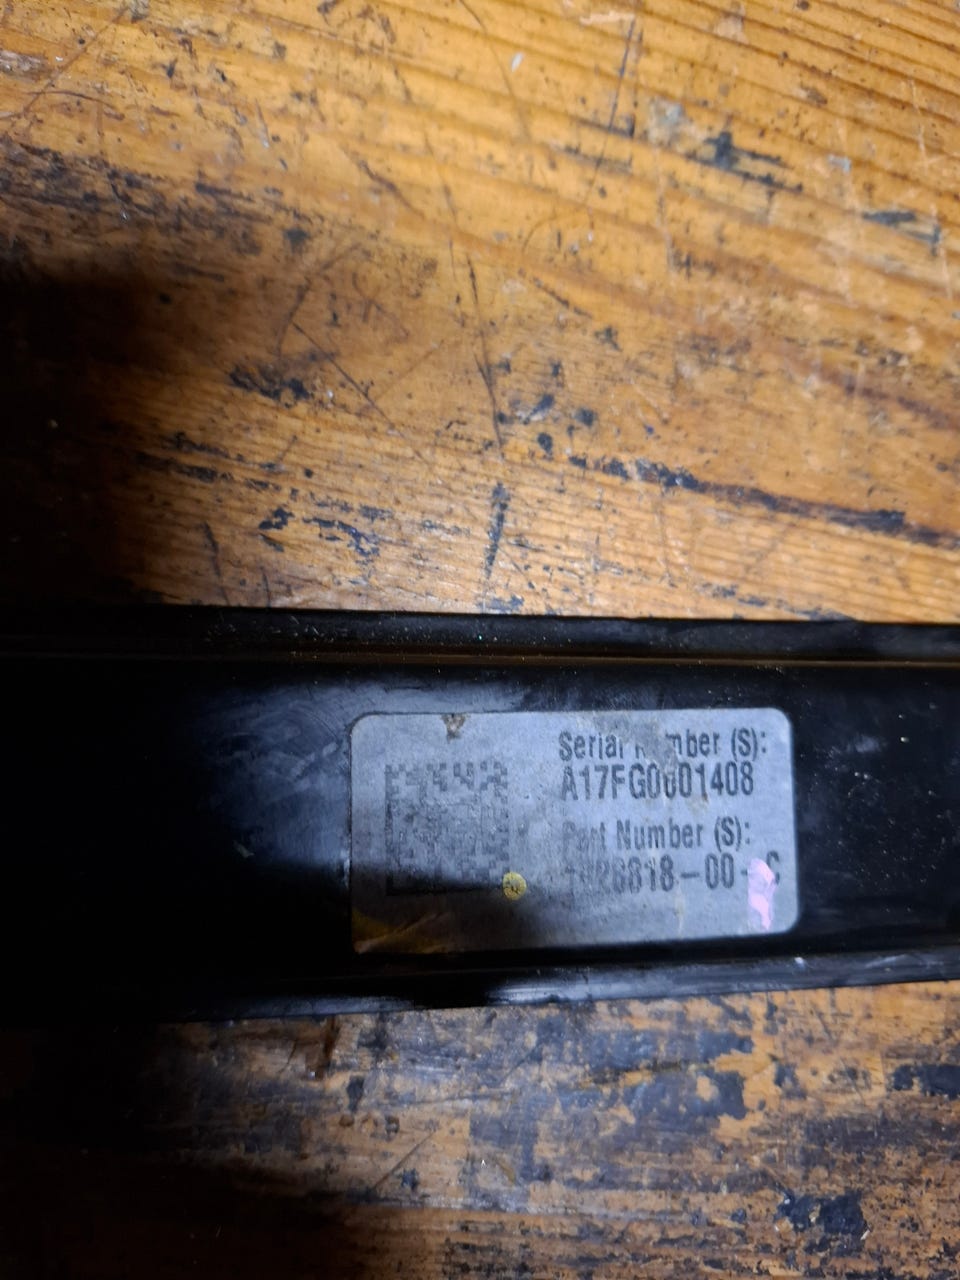 Serial Number (S):
A17FG0001408
Part Number (S):